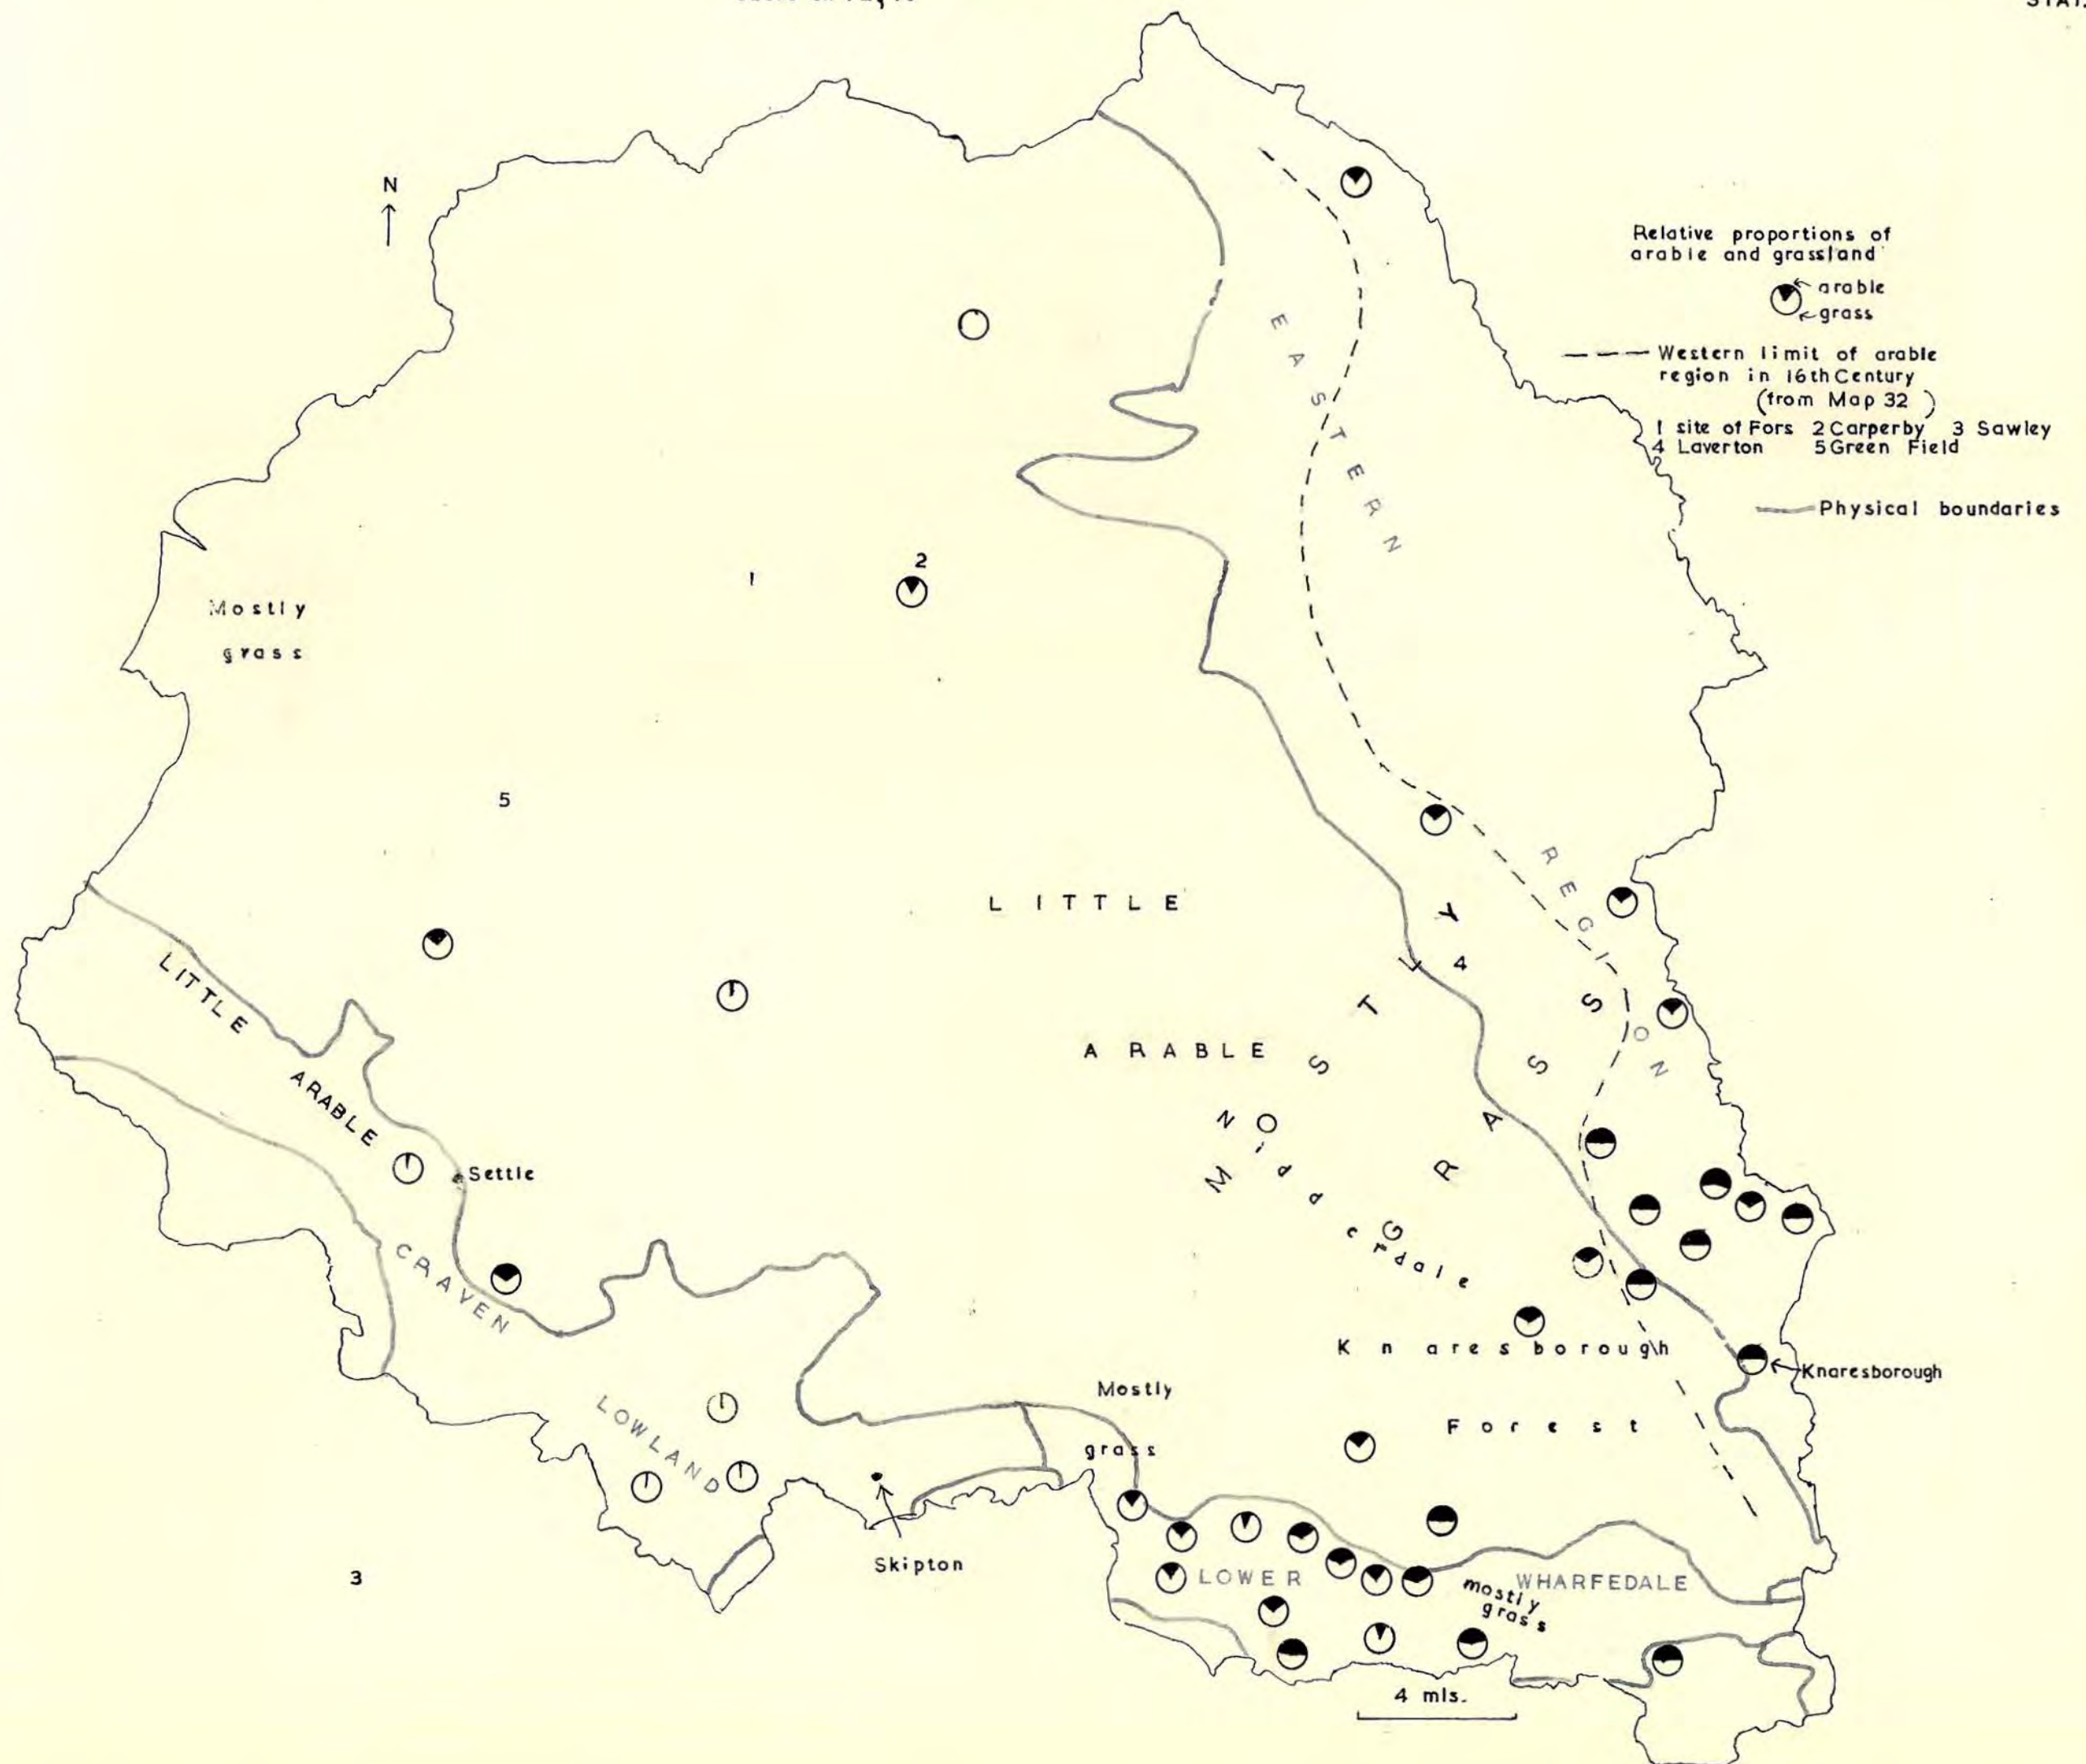 STAT
N
Relative proportions of
arable and grassland
arable
grass
Western limit of arable
region in 16th Century
(from Map 32)
1 site of Fors 2 Carperby 3 Sawley
4 Laverton 5 Green Field
Physical boundaries
EASTERN
REGION
2
1
Mostly
grass
5
LITTLE
ARABLE
4
MOSTLY
GRASS
Nidderdale
LITTLE
ARABLE
Settle
CRAVEN
LOWLAND
Knaresborough
Forest
Knaresborough
Mostly
grass
Skipton
3
LOWER WHARFEDALE
mostly
grass
4 mls.